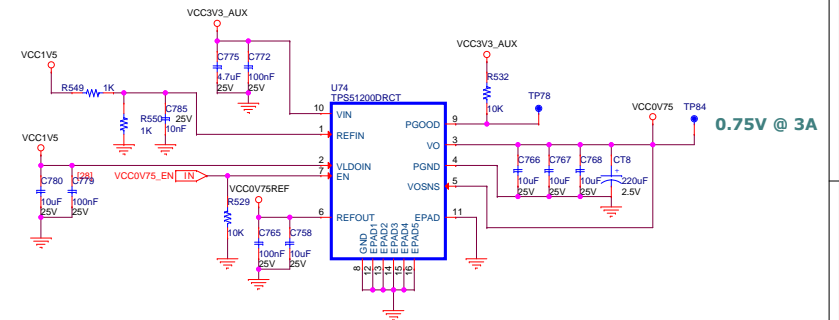 VCC3V3_AUX
VCC1V5
C775
4.7uF
25V
C772
100nF
25V
R549
1K
R550
1K
C785
25V
10nF
VCC1V5
C780
10uF
25V
[28]
C779
100nF
25V
VCC0V75_EN
IN
R529
10K
VCC0V75REF
C765
100nF
25V
C758
10uF
25V
U74
TPS51200DRCT
10
VIN
1
REFIN
2
VLDOIN
7
EN
6
REFOUT
PGOOD
9
VO
3
PGND
4
VOSNS
5
EPAD
11
GND
EPAD1
EPAD2
EPAD3
EPAD4
EPAD5
8
12
13
14
15
16
VCC3V3_AUX
R532
10K
TP78
VCC0V75
TP84
0.75V @ 3A
C766
10uF
25V
C767
10uF
25V
C768
10uF
25V
CT8
+
220uF
2.5V